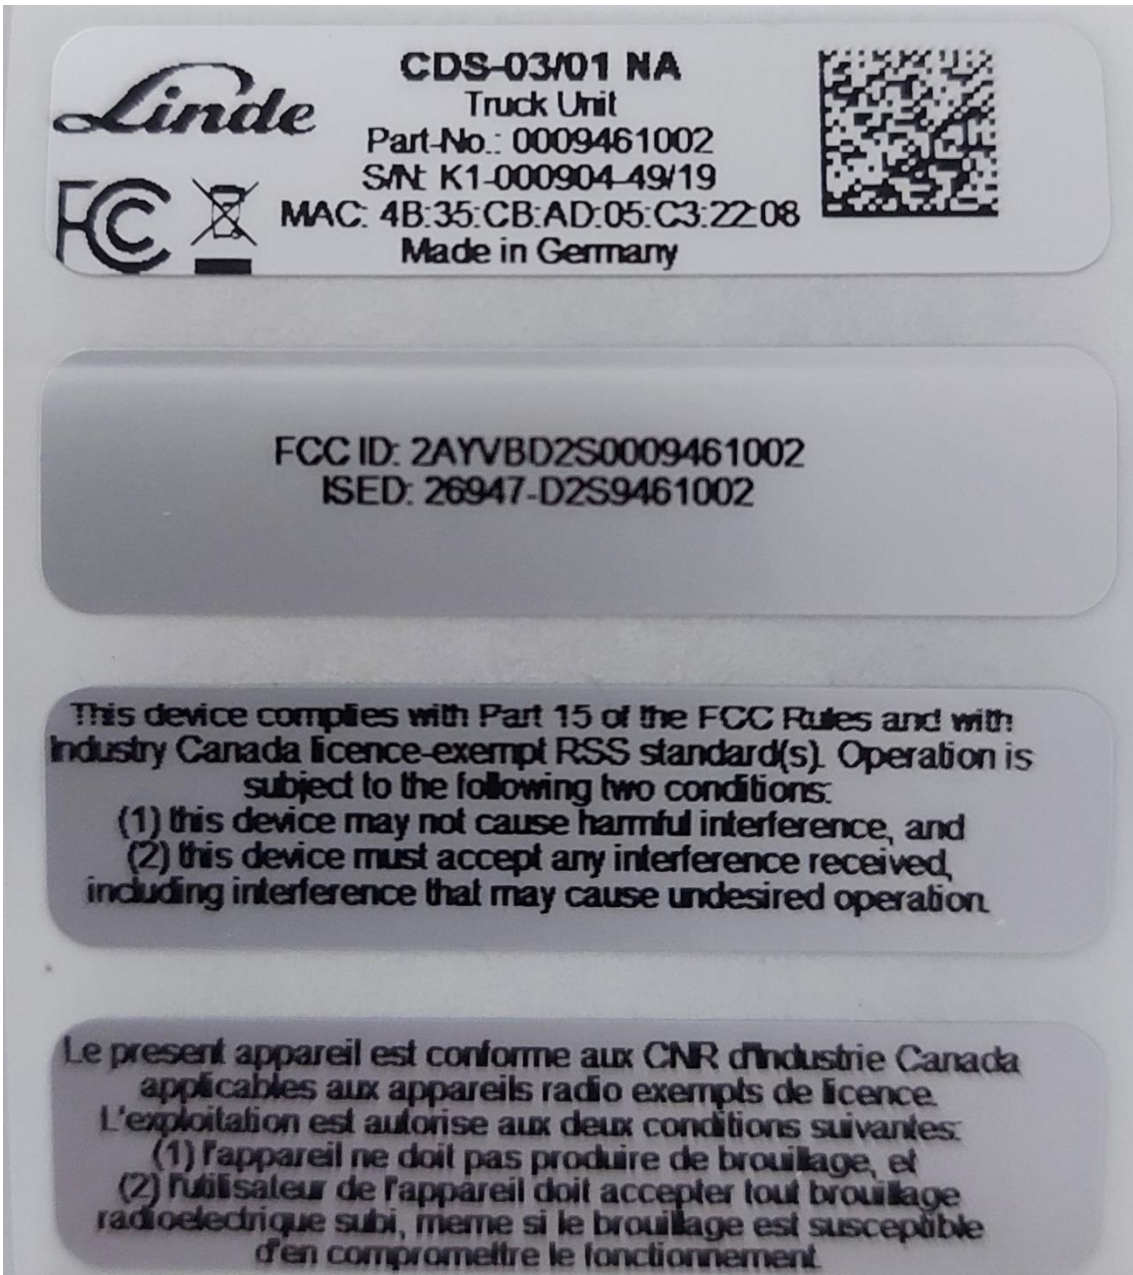 Linde
CDS-03/01 NA
Truck Unit
Part-No.: 0009461002
S/N: K1-000904-49/19
MAC: 4B:35:CB:AD:05:C3:22:08
Made in Germany
FC
FCC ID: 2AYVBD2S0009461002
ISED: 26947-D2S9461002
This device complies with Part 15 of the FCC Rules and with
Industry Canada licence-exempt RSS standard(s). Operation is
subject to the following two conditions:
(1) this device may not cause harmful interference, and
(2) this device must accept any interference received,
including interference that may cause undesired operation.
Le present appareil est conforme aux CNR d'Industrie Canada
applicables aux appareils radio exempts de licence.
L'exploitation est autorise aux deux conditions suivantes:
(1) l'appareil ne doit pas produire de brouillage, et
(2) l'utilisateur de l'appareil doit accepter tout brouillage
radioelectrique subi, meme si le brouillage est susceptible
d'en compromettre le fonctionnement.